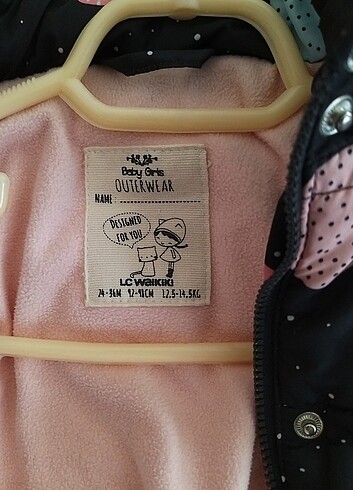 Baby Girls
OUTERWEAR
NAME:
DESIGNED
FOR YOU
LC WAIKIKI
24-36M 92-98CM 12,5-14,5KG